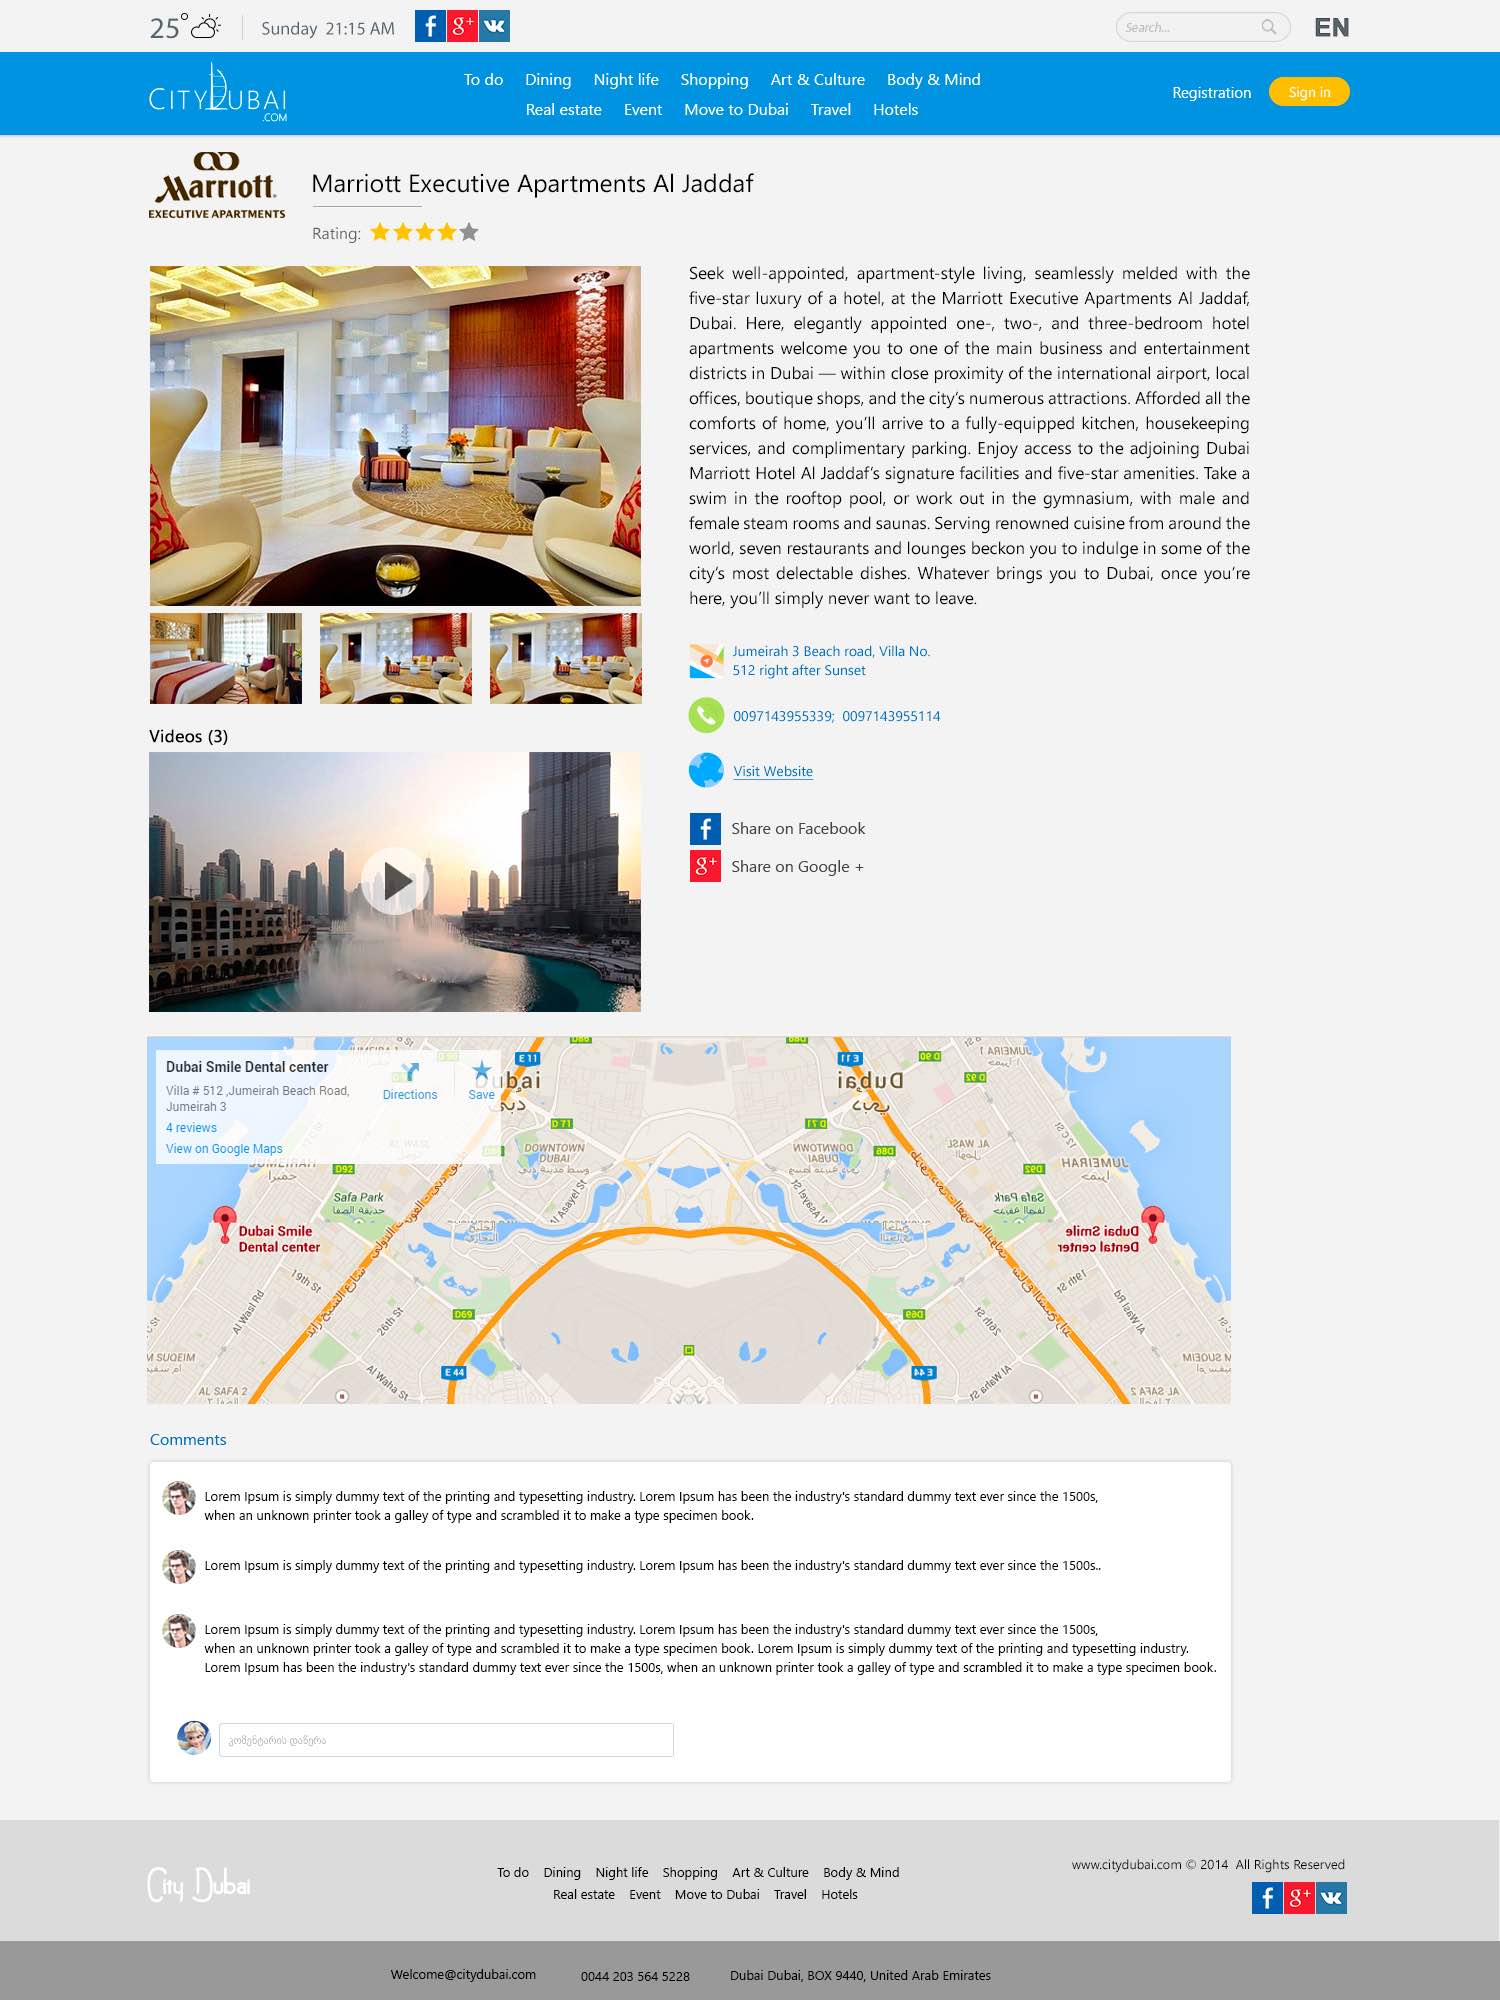 25° Sunday 21:15 AM
Search...
EN
CITYDUBAI
.COM
To do Dining Night life Shopping Art & Culture Body & Mind
Real estate Event Move to Dubai Travel Hotels
Registration Sign in
Marriott
EXECUTIVE APARTMENTS
Marriott Executive Apartments Al Jaddaf
Rating:
Seek well-appointed, apartment-style living, seamlessly melded with the
five-star luxury of a hotel, at the Marriott Executive Apartments Al Jaddaf,
Dubai. Here, elegantly appointed one-, two-, and three-bedroom hotel
apartments welcome you to one of the main business and entertainment
districts in Dubai — within close proximity of the international airport, local
offices, boutique shops, and the city’s numerous attractions. Afforded all the
comforts of home, you’ll arrive to a fully-equipped kitchen, housekeeping
services, and complimentary parking. Enjoy access to the adjoining Dubai
Marriott Hotel Al Jaddaf’s signature facilities and five-star amenities. Take a
swim in the rooftop pool, or work out in the gymnasium, with male and
female steam rooms and saunas. Serving renowned cuisine from around the
world, seven restaurants and lounges beckon you to indulge in some of the
city’s most delectable dishes. Whatever brings you to Dubai, once you’re
here, you’ll simply never want to leave.
Jumeirah 3 Beach road, Villa No.
512 right after Sunset
0097143955339; 0097143955114
Visit Website
Share on Facebook
Share on Google +
Videos (3)
Dubai Smile Dental center
Villa # 512 ,Jumeirah Beach Road,
Jumeirah 3
4 reviews
View on Google Maps
Directions
Save
E 11
Dubai
دبي
D 71
D86
D92
DOWNTOWN
DUBAI
وسط مدينة دبي
Al Asayel St
JUMEIRAH
جميرا
AL WASL
Safa Park
حديقة الصفا
Dubai Smile
Dental center
19th St
Al Wasl Rd
26th St
Al Waha St
AL SAFA 2
الصفا 2
D69
E 44
Comments
Lorem Ipsum is simply dummy text of the printing and typesetting industry. Lorem Ipsum has been the industry's standard dummy text ever since the 1500s,
when an unknown printer took a galley of type and scrambled it to make a type specimen book.
Lorem Ipsum is simply dummy text of the printing and typesetting industry. Lorem Ipsum has been the industry's standard dummy text ever since the 1500s..
Lorem Ipsum is simply dummy text of the printing and typesetting industry. Lorem Ipsum has been the industry's standard dummy text ever since the 1500s,
when an unknown printer took a galley of type and scrambled it to make a type specimen book. Lorem Ipsum is simply dummy text of the printing and typesetting industry.
Lorem Ipsum has been the industry's standard dummy text ever since the 1500s, when an unknown printer took a galley of type and scrambled it to make a type specimen book.
კომენტარის დაწერა
City Dubai
To do Dining Night life Shopping Art & Culture Body & Mind
Real estate Event Move to Dubai Travel Hotels
www.citydubai.com © 2014 All Rights Reserved
Welcome@citydubai.com 0044 203 564 5228 Dubai Dubai, BOX 9440, United Arab Emirates